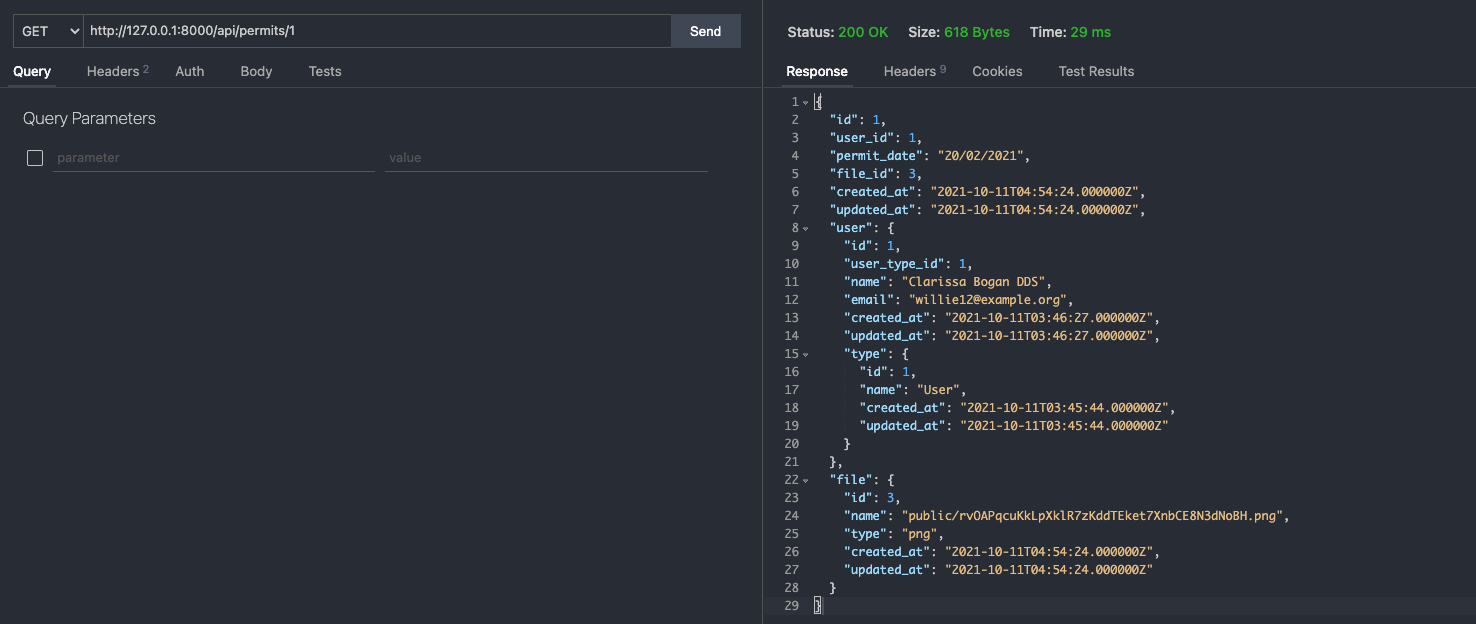 GET http://127.0.0.1:8000/api/permits/1 Send
Query Headers 2 Auth Body Tests
Query Parameters
parameter value
Status: 200 OK Size: 618 Bytes Time: 29 ms
Response Headers 9 Cookies Test Results
1 {
2 "id": 1,
3 "user_id": 1,
4 "permit_date": "20/02/2021",
5 "file_id": 3,
6 "created_at": "2021-10-11T04:54:24.000000Z",
7 "updated_at": "2021-10-11T04:54:24.000000Z",
8 "user": {
9 "id": 1,
10 "user_type_id": 1,
11 "name": "Clarissa Bogan DDS",
12 "email": "willie12@example.org",
13 "created_at": "2021-10-11T03:46:27.000000Z",
14 "updated_at": "2021-10-11T03:46:27.000000Z",
15 "type": {
16 "id": 1,
17 "name": "User",
18 "created_at": "2021-10-11T03:45:44.000000Z",
19 "updated_at": "2021-10-11T03:45:44.000000Z"
20 }
21 },
22 "file": {
23 "id": 3,
24 "name": "public/rvOAPqcuKkLpXklR7zKddTEket7XnbCE8N3dNoBH.png",
25 "type": "png",
26 "created_at": "2021-10-11T04:54:24.000000Z",
27 "updated_at": "2021-10-11T04:54:24.000000Z"
28 }
29 }